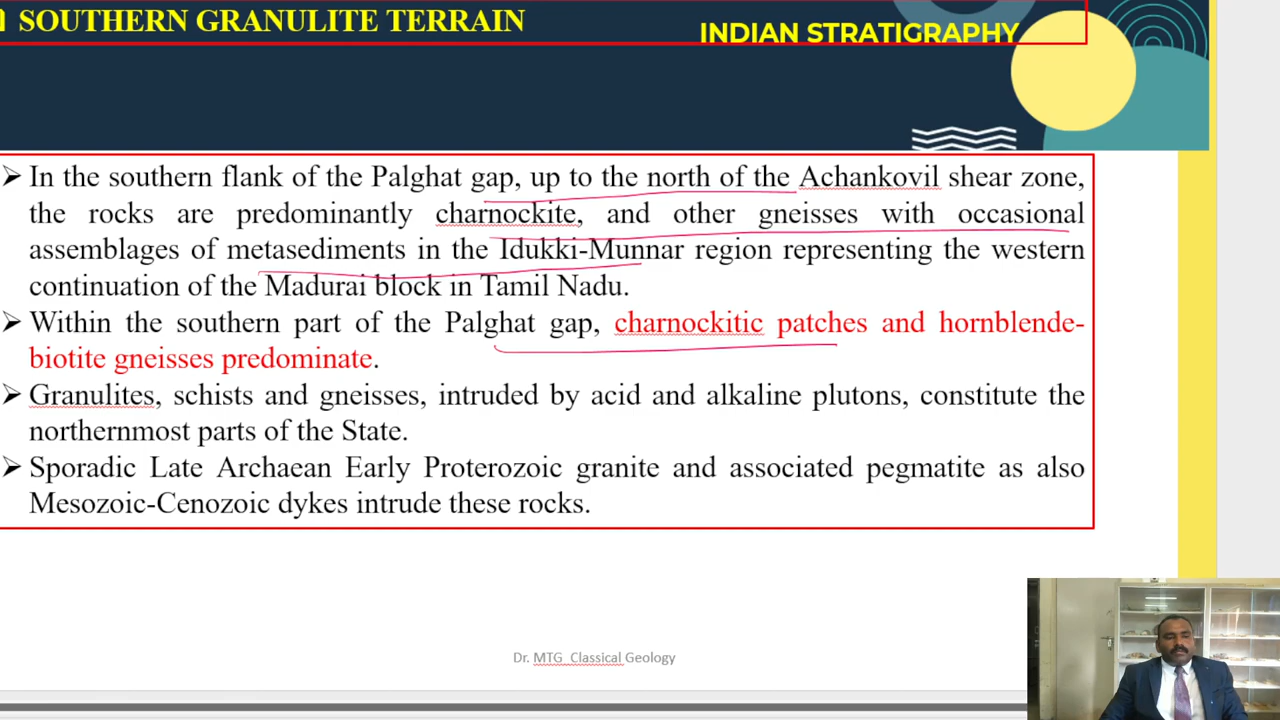 SOUTHERN GRANULITE TERRAIN
INDIAN STRATIGRAPHY
➤ In the southern flank of the Palghat gap, up to the north of the Achankovil shear zone,
the rocks are predominantly charnockite, and other gneisses with occasional
assemblages of metasediments in the Idukki-Munnar region representing the western
continuation of the Madurai block in Tamil Nadu.
➤ Within the southern part of the Palghat gap, charnockitic patches and hornblende-
biotite gneisses predominate.
➤ Granulites, schists and gneisses, intruded by acid and alkaline plutons, constitute the
northernmost parts of the State.
➤ Sporadic Late Archaean Early Proterozoic granite and associated pegmatite as also
Mesozoic-Cenozoic dykes intrude these rocks.
Dr. MTG Classical Geology